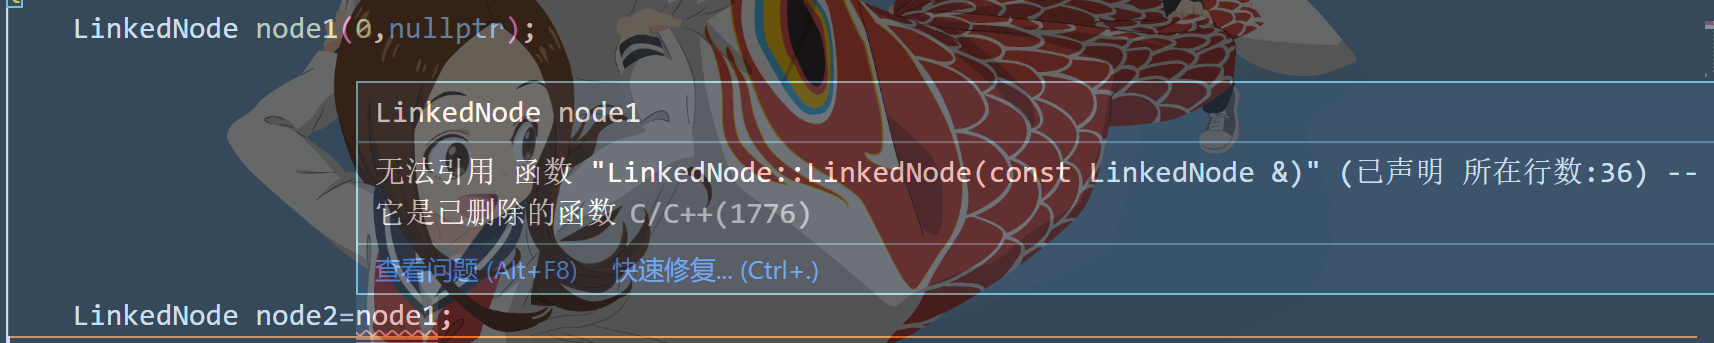 LinkedNode node1(0,nullptr);
LinkedNode node1
无法引用 函数 "LinkedNode::LinkedNode(const LinkedNode &)" (已声明 所在行数:36) --
它是已删除的函数 C/C++(1776)
查看问题 (Alt+F8) 快速修复... (Ctrl+.)
LinkedNode node2=node1;